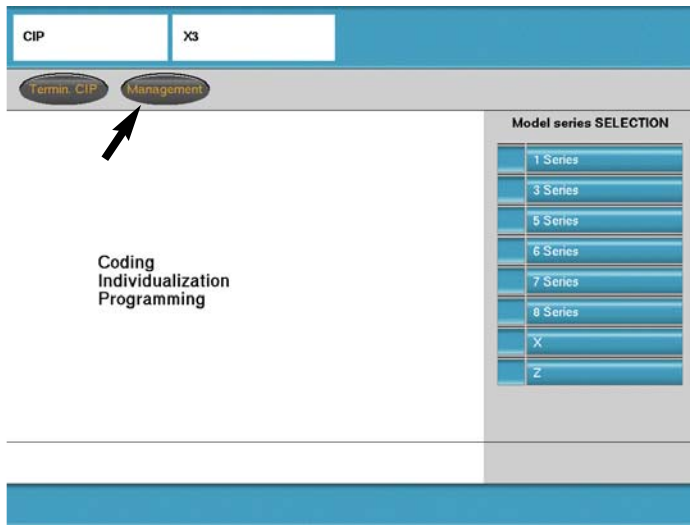 CIP X3
Termin. CIP Management
Model series SELECTION
1 Series
3 Series
5 Series
6 Series
7 Series
8 Series
X
Z
Coding
Individualization
Programming